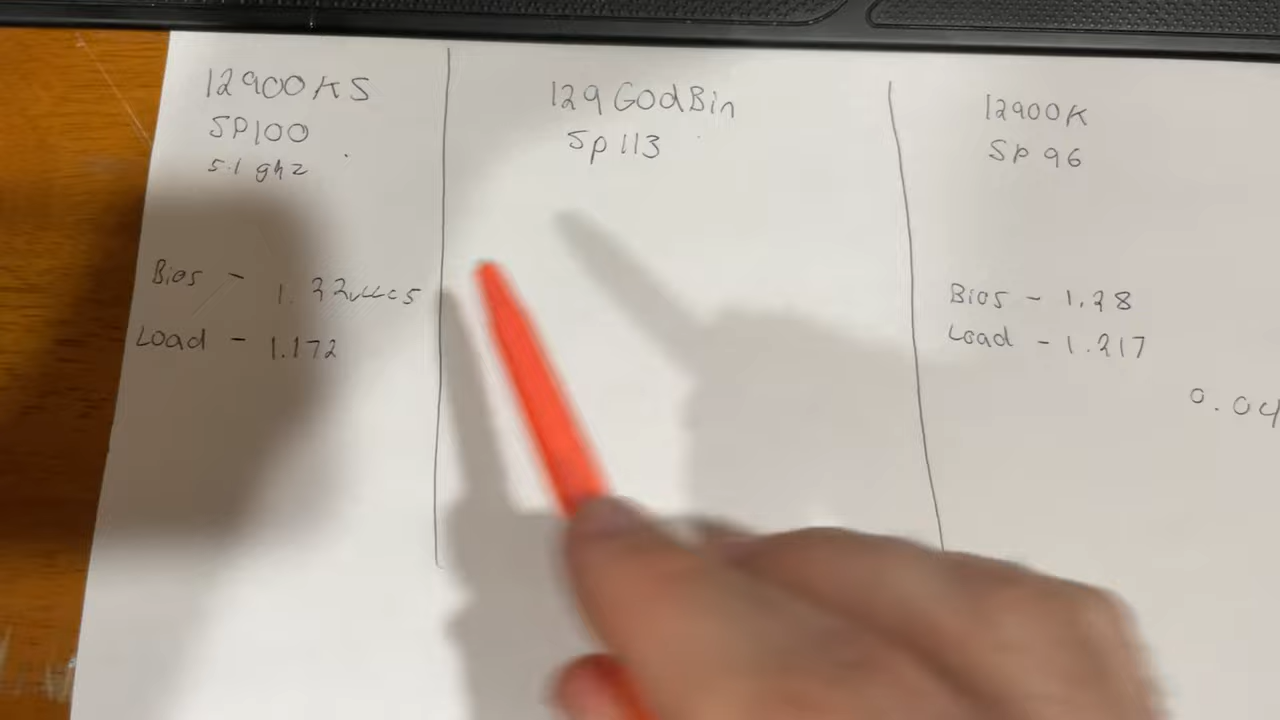 12900KS
SP100
5.1 ghz
Bios - 1.22
Load - 1.172
129 GodBin
Sp 113
12900K
SP 96
Bios - 1.28
Load - 1.217
0.04